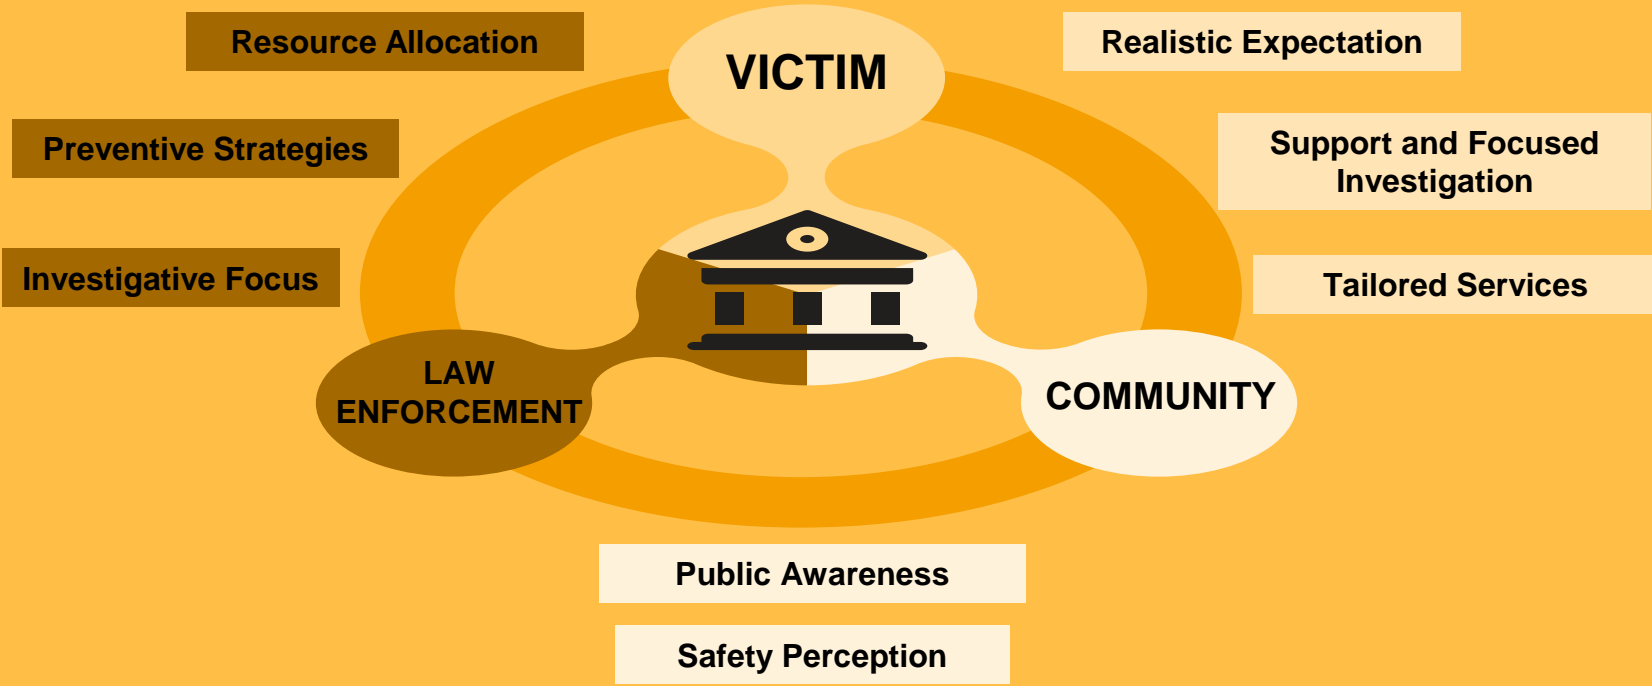 Resource Allocation
VICTIM
Realistic Expectation
Preventive Strategies
Support and Focused
Investigation
Investigative Focus
Tailored Services
LAW
ENFORCEMENT
COMMUNITY
Public Awareness
Safety Perception